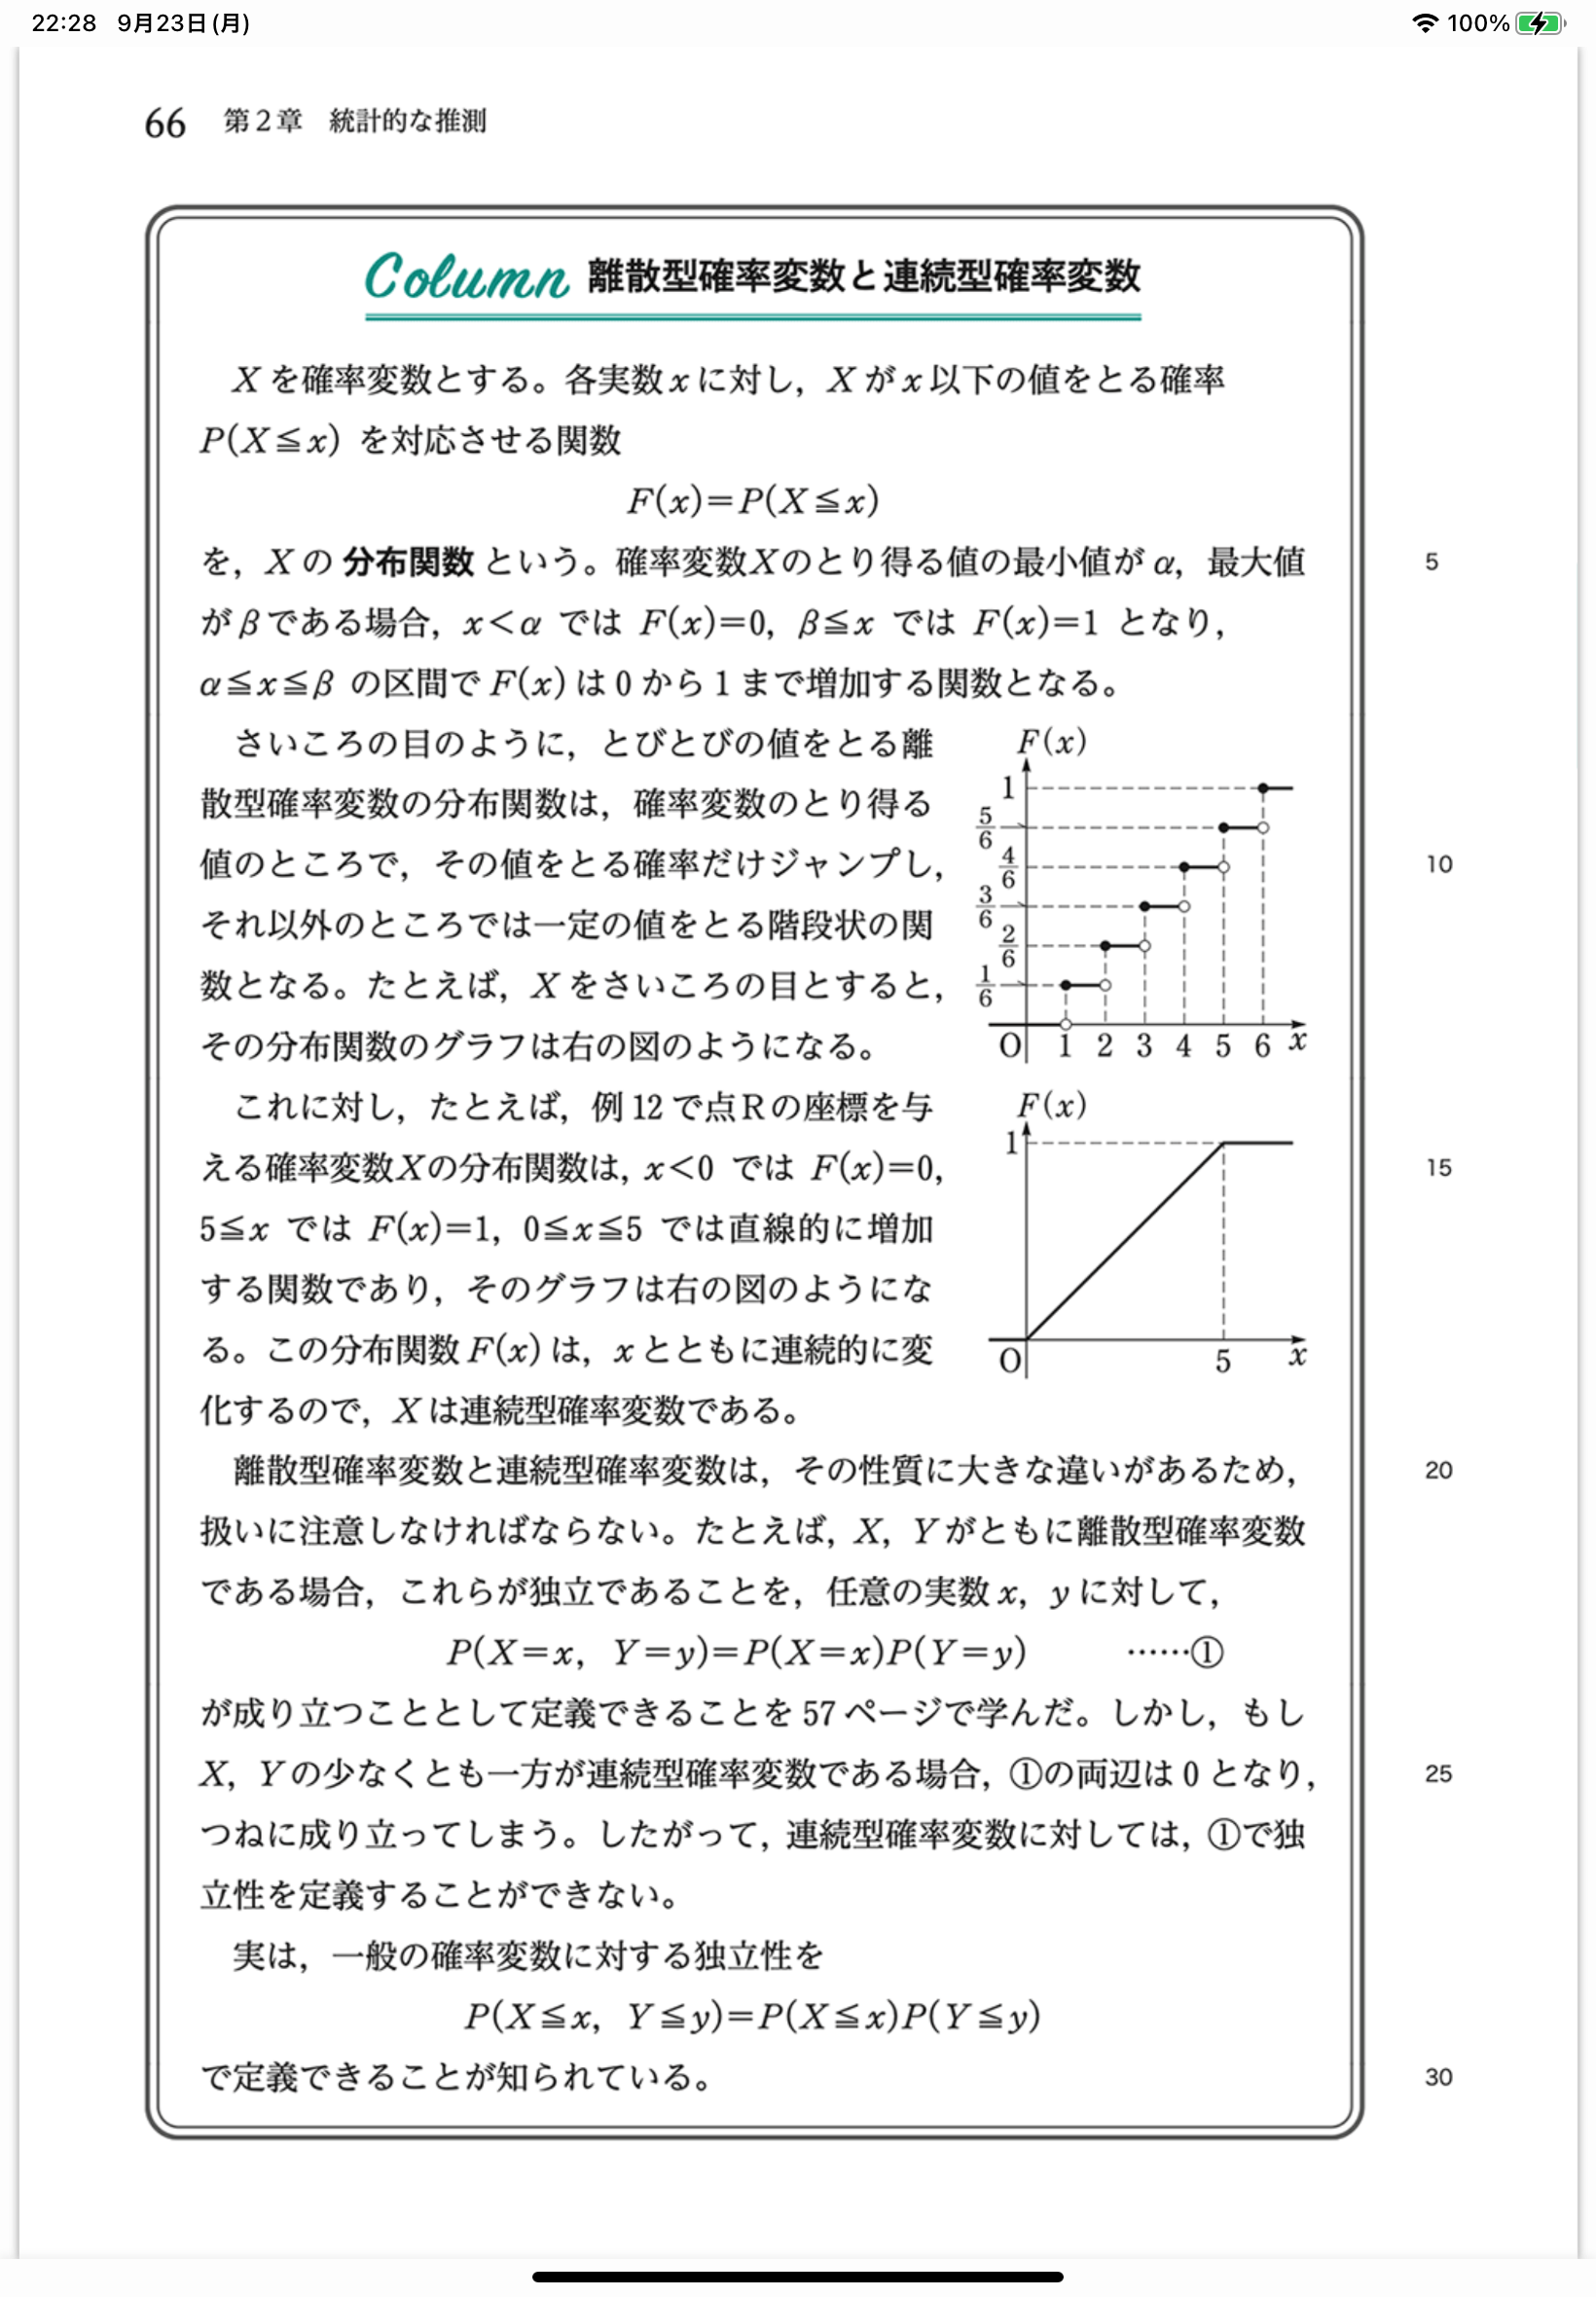 22:28 9月23日(月)
100%
66 第2章 統計的な推測
Column 離散型確率変数と連続型確率変数
Xを確率変数とする。各実数xに対し，Xがx以下の値をとる確率
P(X≦x) を対応させる関数
F(x)=P(X≦x)
を，Xの 分布関数 という。確率変数Xのとり得る値の最小値がα，最大値
5
がβである場合，x<α では F(x)=0，β≦x では F(x)=1 となり，
α≦x≦β の区間でF(x)は0から1まで増加する関数となる。
さいころの目のように，とびとびの値をとる離
散型確率変数の分布関数は，確率変数のとり得る
値のところで，その値をとる確率だけジャンプし，
10
それ以外のところでは一定の値をとる階段状の関
数となる。たとえば，Xをさいころの目とすると，
その分布関数のグラフは右の図のようになる。
F(x)
1
5/6
4/6
3/6
2/6
1/6
O 1 2 3 4 5 6 x
これに対し，たとえば，例12で点Rの座標を与
える確率変数Xの分布関数は，x<0 では F(x)=0，
15
5≦x では F(x)=1，0≦x≦5 では直線的に増加
する関数であり，そのグラフは右の図のようにな
る。この分布関数F(x)は，xとともに連続的に変
化するので，Xは連続型確率変数である。
F(x)
1
O 5 x
離散型確率変数と連続型確率変数は，その性質に大きな違いがあるため，
20
扱いに注意しなければならない。たとえば，X，Yがともに離散型確率変数
である場合，これらが独立であることを，任意の実数x，yに対して，
P(X=x, Y=y)=P(X=x)P(Y=y) ……①
が成り立つこととして定義できることを57ページで学んだ。しかし，もし
X，Yの少なくとも一方が連続型確率変数である場合，①の両辺は0となり，
25
つねに成り立ってしまう。したがって，連続型確率変数に対しては，①で独
立性を定義することができない。
実は，一般の確率変数に対する独立性を
P(X≦x, Y≦y)=P(X≦x)P(Y≦y)
で定義できることが知られている。
30